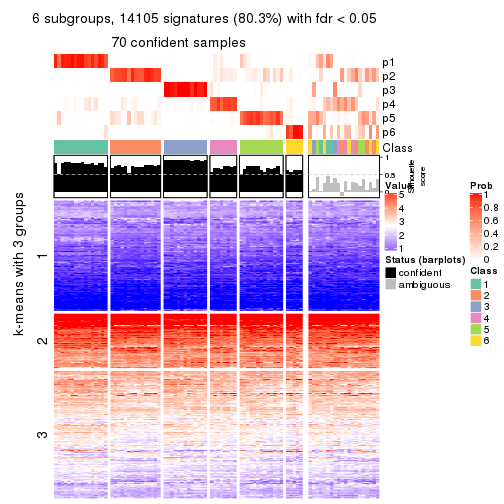 6 subgroups, 14105 signatures (80.3%) with fdr < 0.05
70 confident samples
p1
p2
p3
p4
p5
p6
Class
1
0.5
0
Silhouette
score
k-means with 3 groups
1
2
3
Value
5
4
3
2
1
Status (barplots)
confident
ambiguous
Prob
1
0.8
0.6
0.4
0.2
0
Class
1
2
3
4
5
6